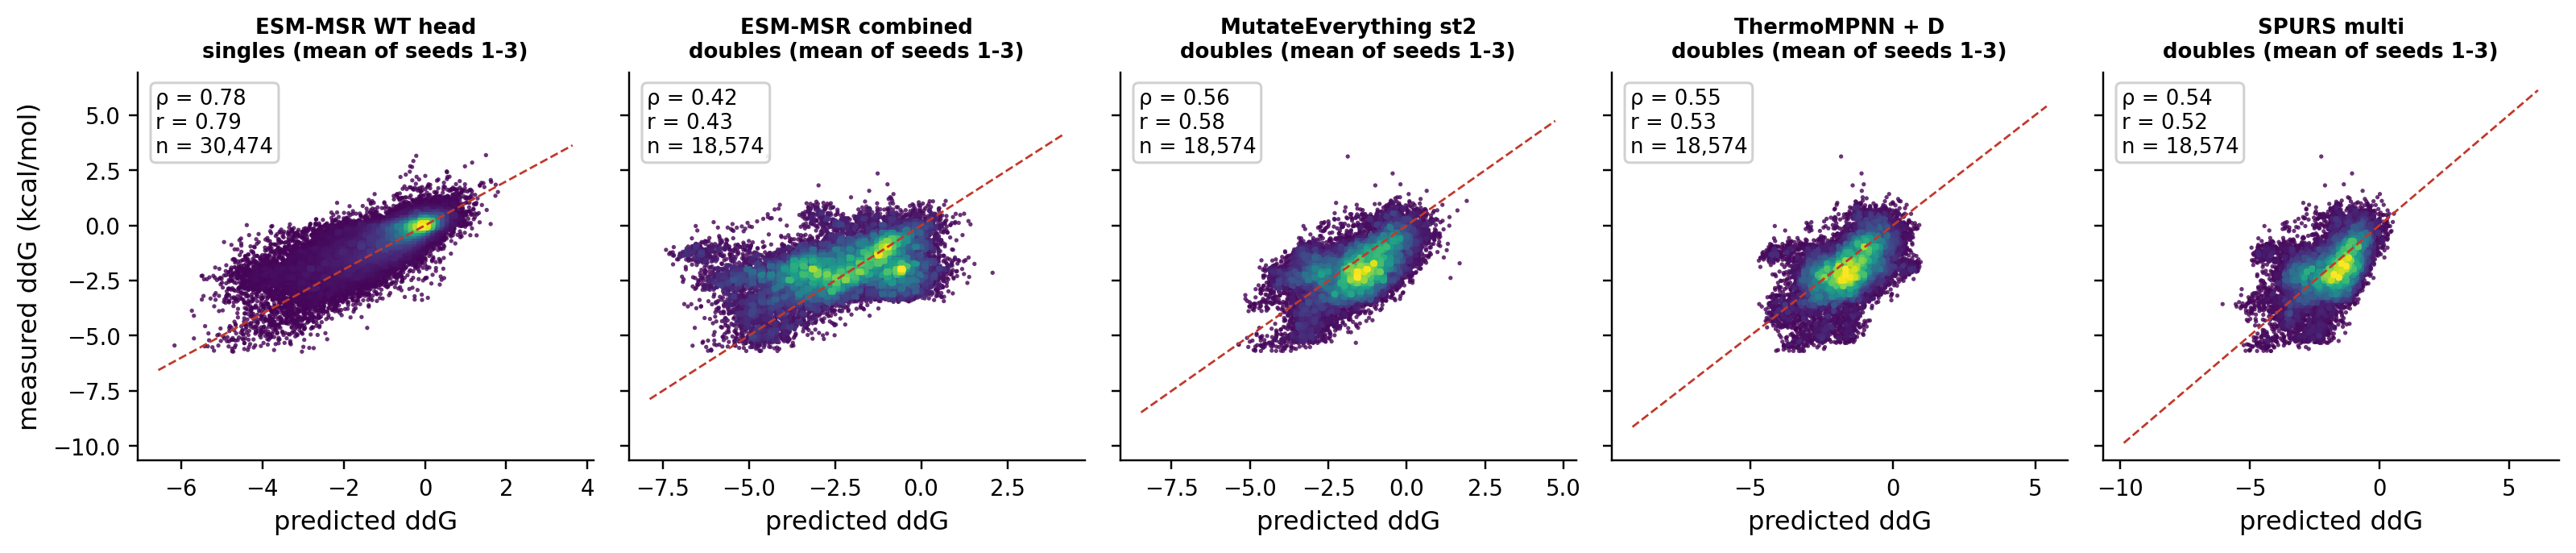 ESM-MSR WT head
singles (mean of seeds 1-3)
ρ = 0.78
r = 0.79
n = 30,474
measured ddG (kcal/mol)
5.0
2.5
0.0
−2.5
−5.0
−7.5
−10.0
−6 −4 −2 0 2 4
predicted ddG
ESM-MSR combined
doubles (mean of seeds 1-3)
ρ = 0.42
r = 0.43
n = 18,574
−7.5 −5.0 −2.5 0.0 2.5
predicted ddG
MutateEverything st2
doubles (mean of seeds 1-3)
ρ = 0.56
r = 0.58
n = 18,574
−7.5 −5.0 −2.5 0.0 2.5 5.0
predicted ddG
ThermoMPNN + D
doubles (mean of seeds 1-3)
ρ = 0.55
r = 0.53
n = 18,574
−5 0 5
predicted ddG
SPURS multi
doubles (mean of seeds 1-3)
ρ = 0.54
r = 0.52
n = 18,574
−10 −5 0 5
predicted ddG